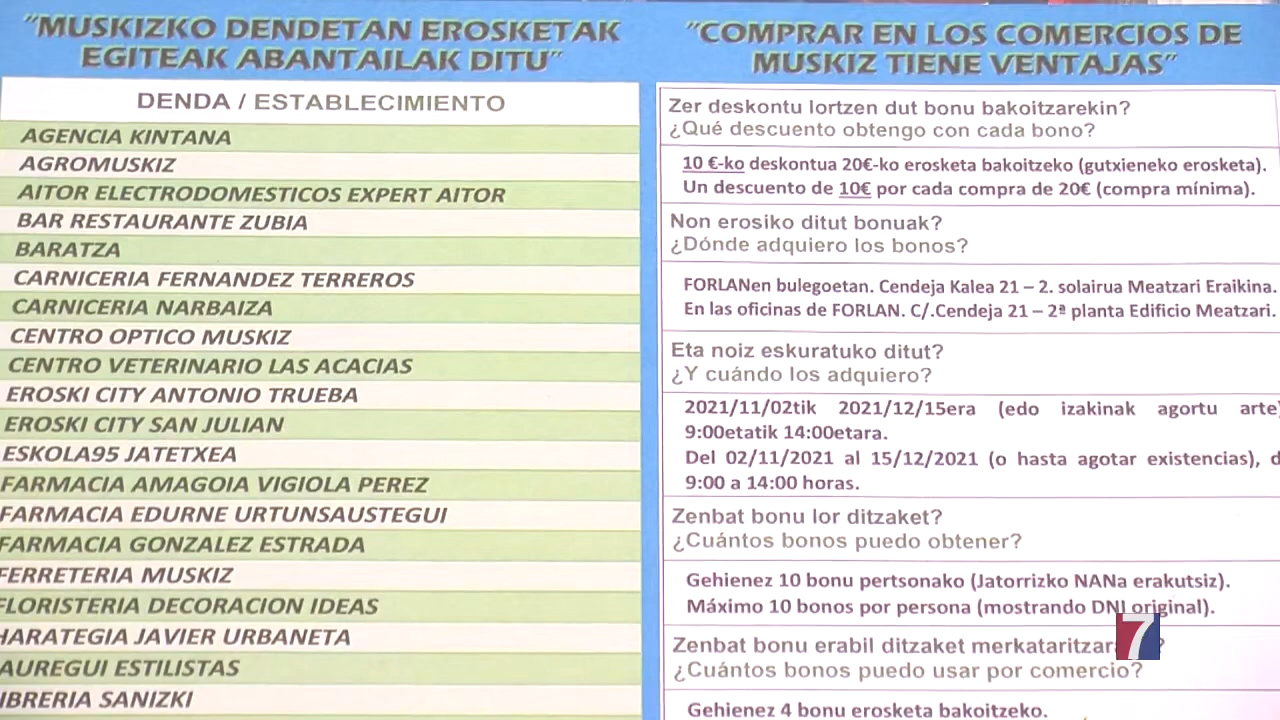 "MUSKIZKO DENDETAN EROSKETAK
EGITEAK ABANTAILAK DITU"
DENDA / ESTABLECIMIENTO
AGENCIA KINTANA
AGROMUSKIZ
AITOR ELECTRODOMESTICOS EXPERT AITOR
BAR RESTAURANTE ZUBIA
BARATZA
CARNICERIA FERNANDEZ TERREROS
CARNICERIA NARBAIZA
CENTRO OPTICO MUSKIZ
CENTRO VETERINARIO LAS ACACIAS
EROSKI CITY ANTONIO TRUEBA
EROSKI CITY SAN JULIAN
ESKOLA95 JATETXEA
FARMACIA AMAGOIA VIGIOLA PEREZ
FARMACIA EDURNE URTUNSAUSTEGUI
FARMACIA GONZALEZ ESTRADA
FERRETERIA MUSKIZ
FLORISTERIA DECORACION IDEAS
HARATEGIA JAVIER URBANETA
AUREGUI ESTILISTAS
IBRERIA SANIZKI
"COMPRAR EN LOS COMERCIOS DE
MUSKIZ TIENE VENTAJAS"
Zer deskontu lortzen dut bonu bakoitzarekin?
¿Qué descuento obtengo con cada bono?
10 €-ko deskontua 20€-ko erosketa bakoitzeko (gutxieneko erosketa).
Un descuento de 10€ por cada compra de 20€ (compra mínima).
Non erosiko ditut bonuak?
¿Dónde adquiero los bonos?
FORLANen bulegoetan. Cendeja Kalea 21 – 2. solairua Meatzari Eraikina.
En las oficinas de FORLAN. C/.Cendeja 21 – 2ª planta Edificio Meatzari.
Eta noiz eskuratuko ditut?
¿Y cuándo los adquiero?
2021/11/02tik 2021/12/15era (edo izakinak agortu arte)
9:00etatik 14:00etara.
Del 02/11/2021 al 15/12/2021 (o hasta agotar existencias), d
9:00 a 14:00 horas.
Zenbat bonu lor ditzaket?
¿Cuántos bonos puedo obtener?
Gehienez 10 bonu pertsonako (Jatorrizko NANa erakutsiz).
Máximo 10 bonos por persona (mostrando DNI original).
Zenbat bonu erabil ditzaket
¿Cuántos bonos puedo usar por comercio?
Gehienez 4 bonu erosketa bakoitzeko.
7